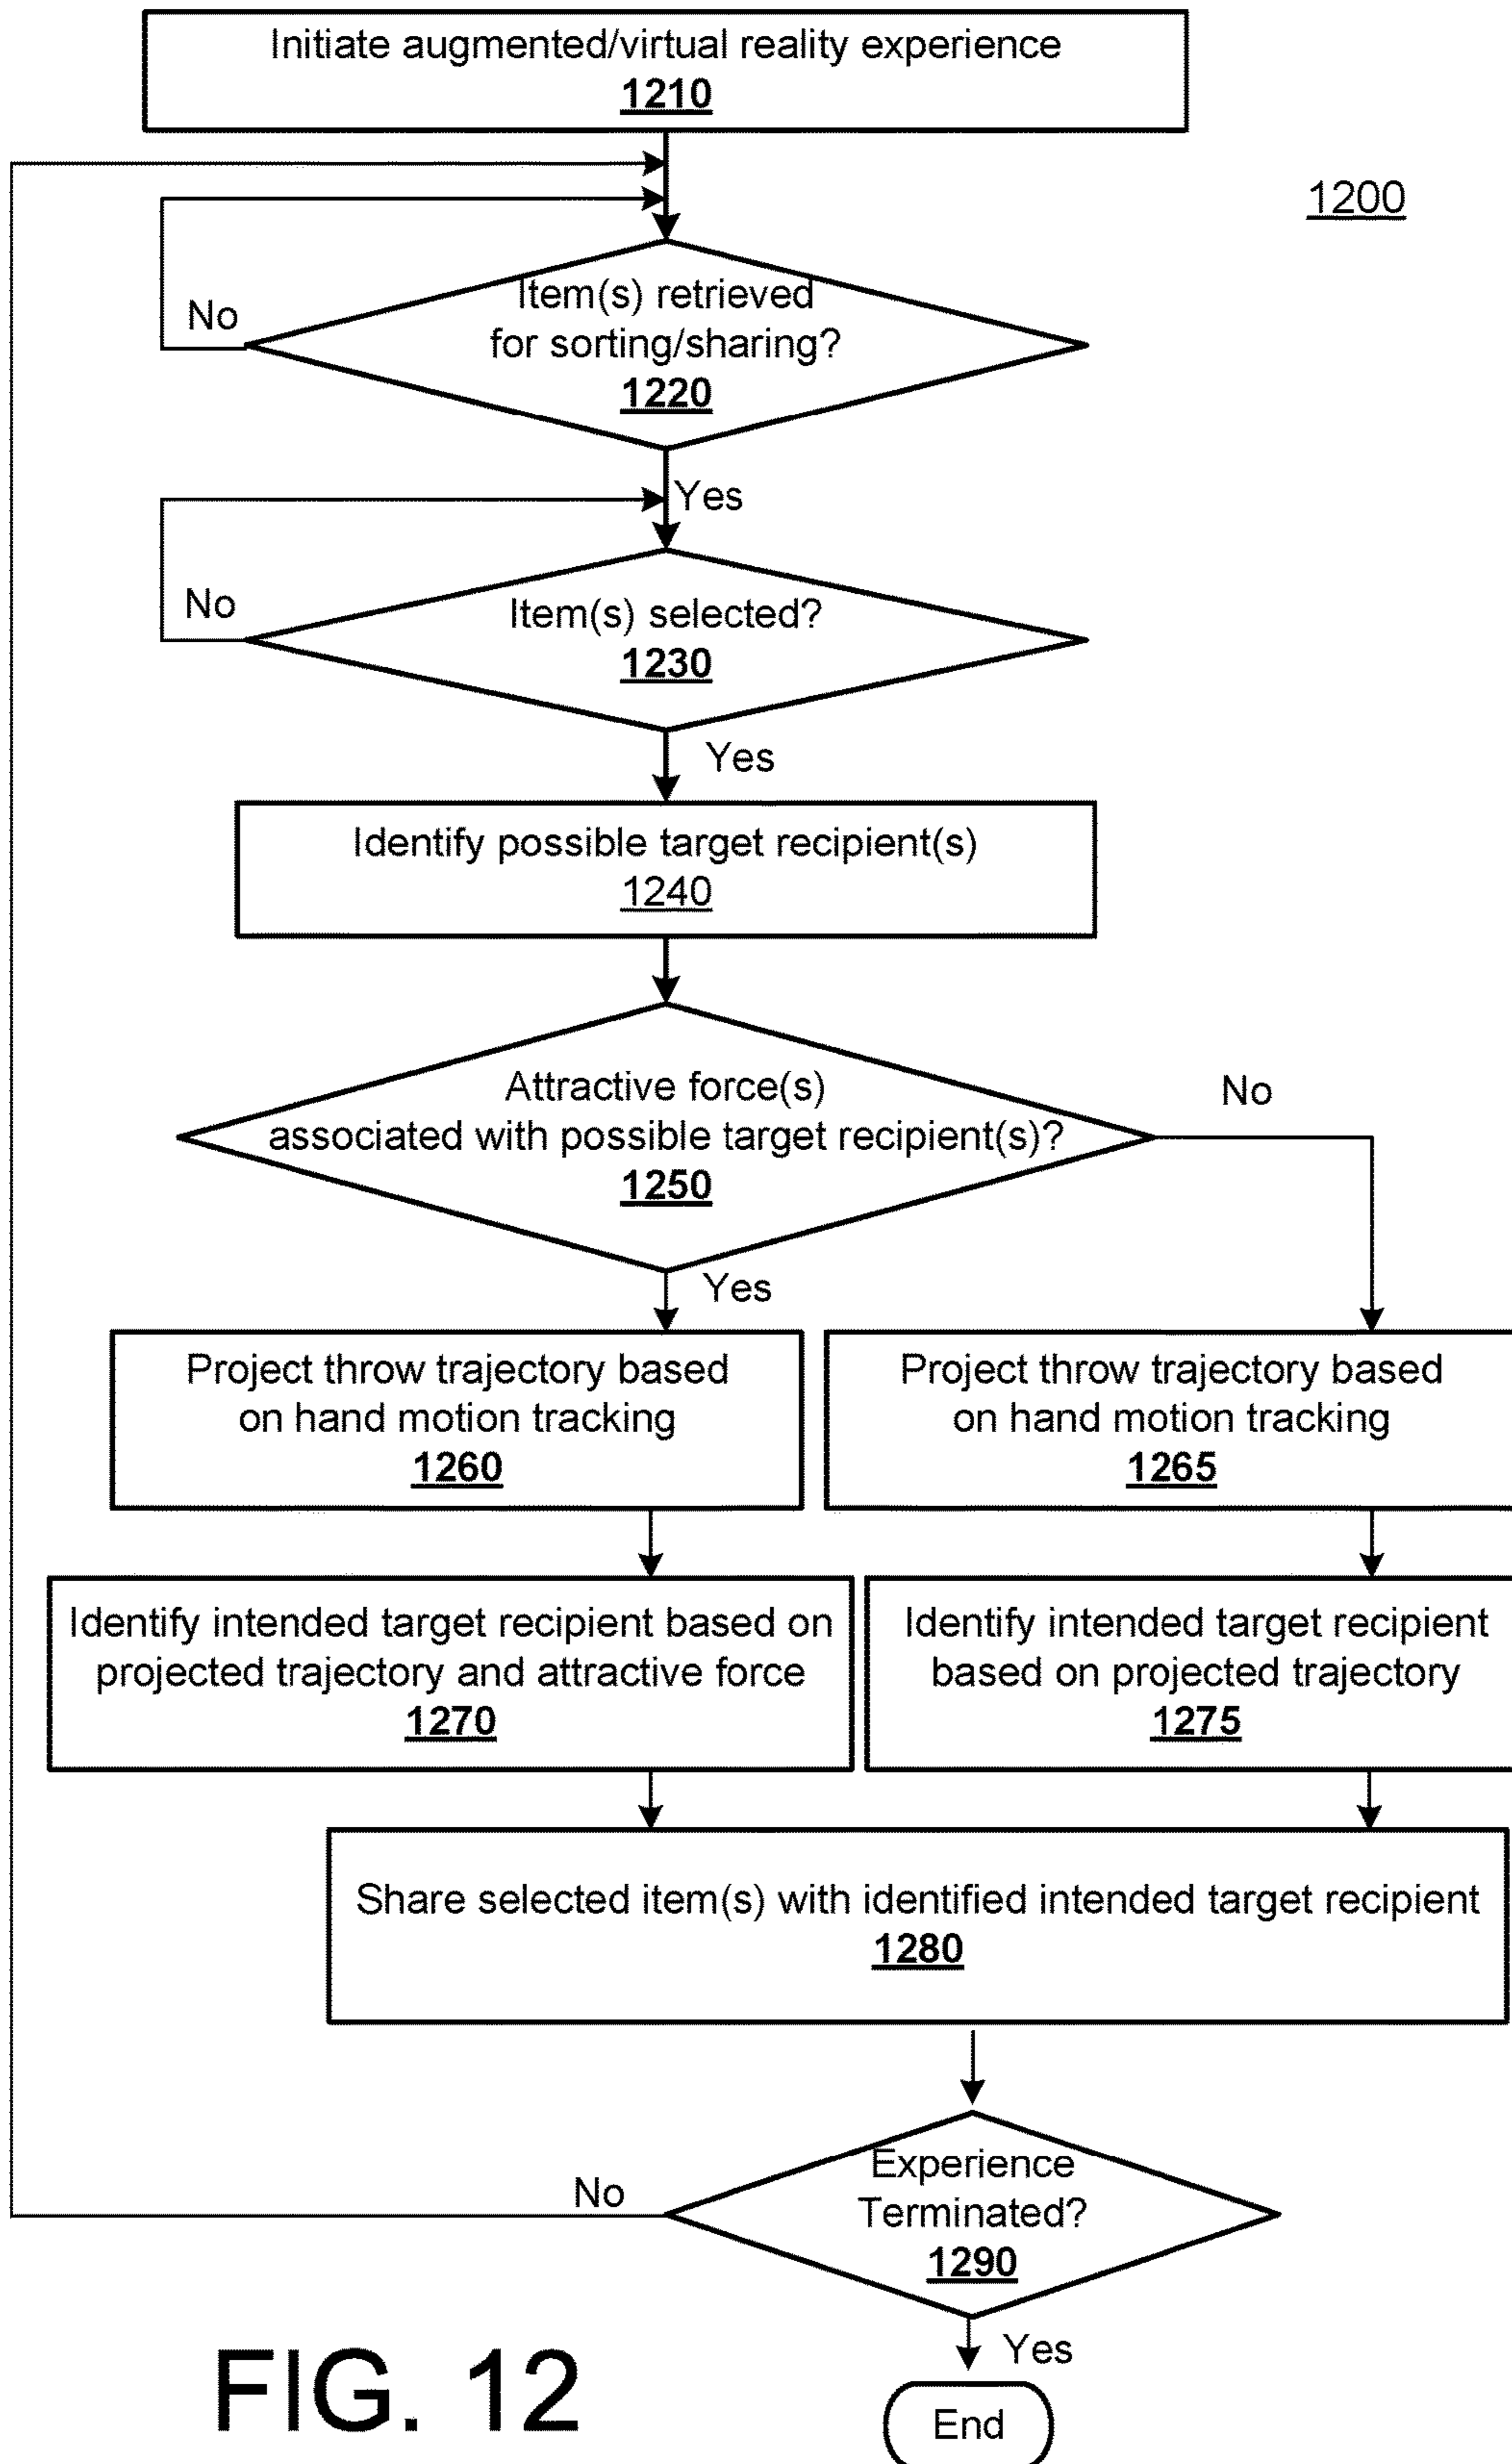 Initiate augmented/virtual reality experience
1210
1200
Item(s) retrieved
for sorting/sharing?
1220
No
Yes
Item(s) selected?
1230
No
Yes
Identify possible target recipient(s)
1240
Attractive force(s)
associated with possible target recipient(s)?
1250
No
Yes
Project throw trajectory based
on hand motion tracking
1260
Project throw trajectory based
on hand motion tracking
1265
Identify intended target recipient based on
projected trajectory and attractive force
1270
Identify intended target recipient
based on projected trajectory
1275
Share selected item(s) with identified intended target recipient
1280
Experience
Terminated?
1290
No
Yes
End
FIG. 12